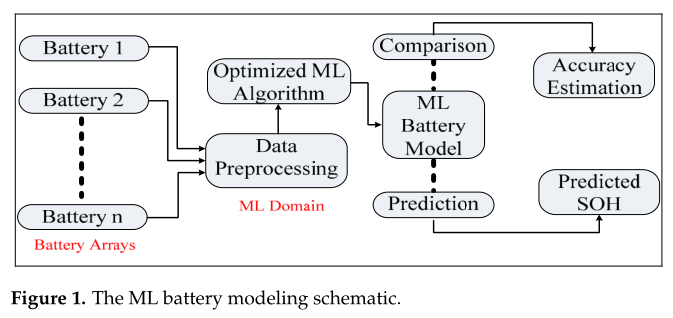 Battery 1
Battery 2
Battery n
Battery Arrays
Optimized ML
Algorithm
Data
Preprocessing
ML Domain
Comparison
ML
Battery
Model
Prediction
Accuracy
Estimation
Predicted
SOH
Figure 1. The ML battery modeling schematic.